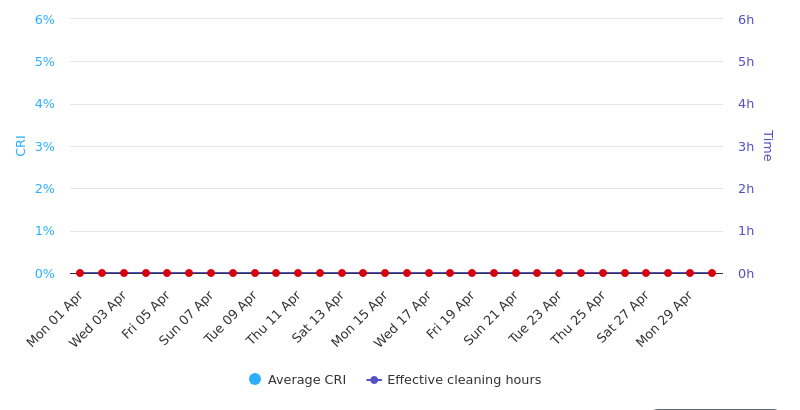 6%
6h
5%
5h
4%
4h
3%
3h
2%
2h
1%
1h
0%
0h
CRI
Time
Mon 01 Apr
Wed 03 Apr
Fri 05 Apr
Sun 07 Apr
Tue 09 Apr
Thu 11 Apr
Sat 13 Apr
Mon 15 Apr
Wed 17 Apr
Fri 19 Apr
Sun 21 Apr
Tue 23 Apr
Thu 25 Apr
Sat 27 Apr
Mon 29 Apr
Average CRI
Effective cleaning hours